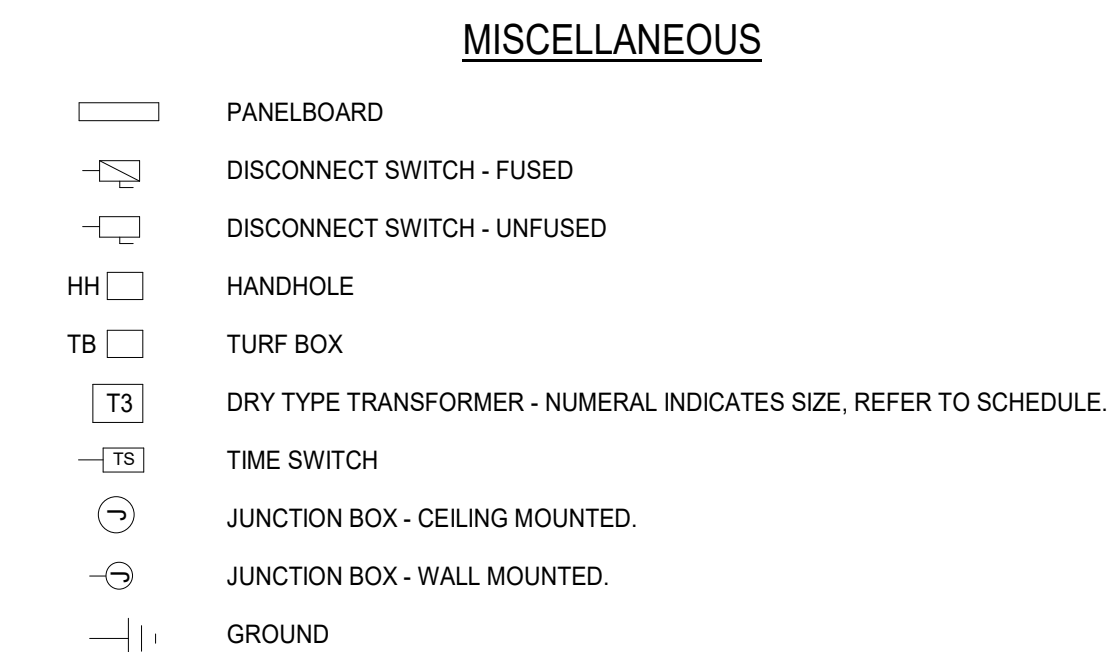 MISCELLANEOUS
PANELBOARD
DISCONNECT SWITCH - FUSED
DISCONNECT SWITCH - UNFUSED
HH HANDHOLE
TB TURF BOX
T3 DRY TYPE TRANSFORMER - NUMERAL INDICATES SIZE, REFER TO SCHEDULE.
TS TIME SWITCH
J JUNCTION BOX - CEILING MOUNTED.
J JUNCTION BOX - WALL MOUNTED.
GROUND